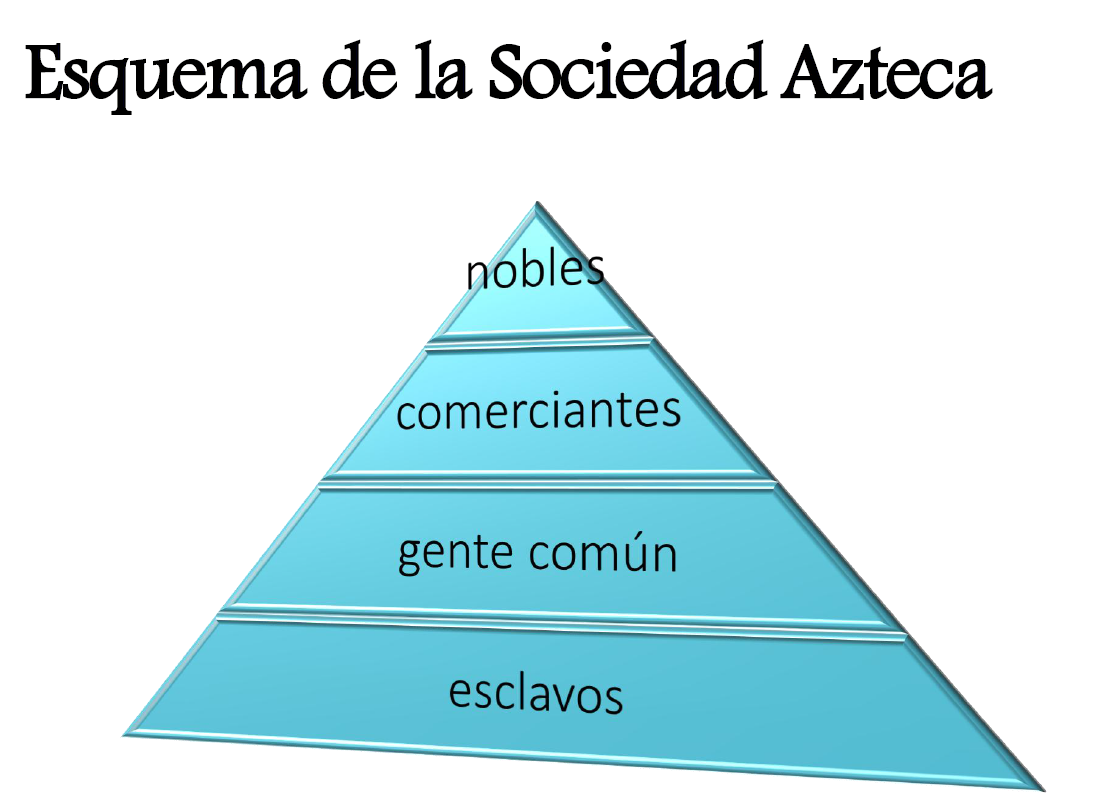 Esquema de la Sociedad Azteca
nobles
comerciantes
gente común
esclavos